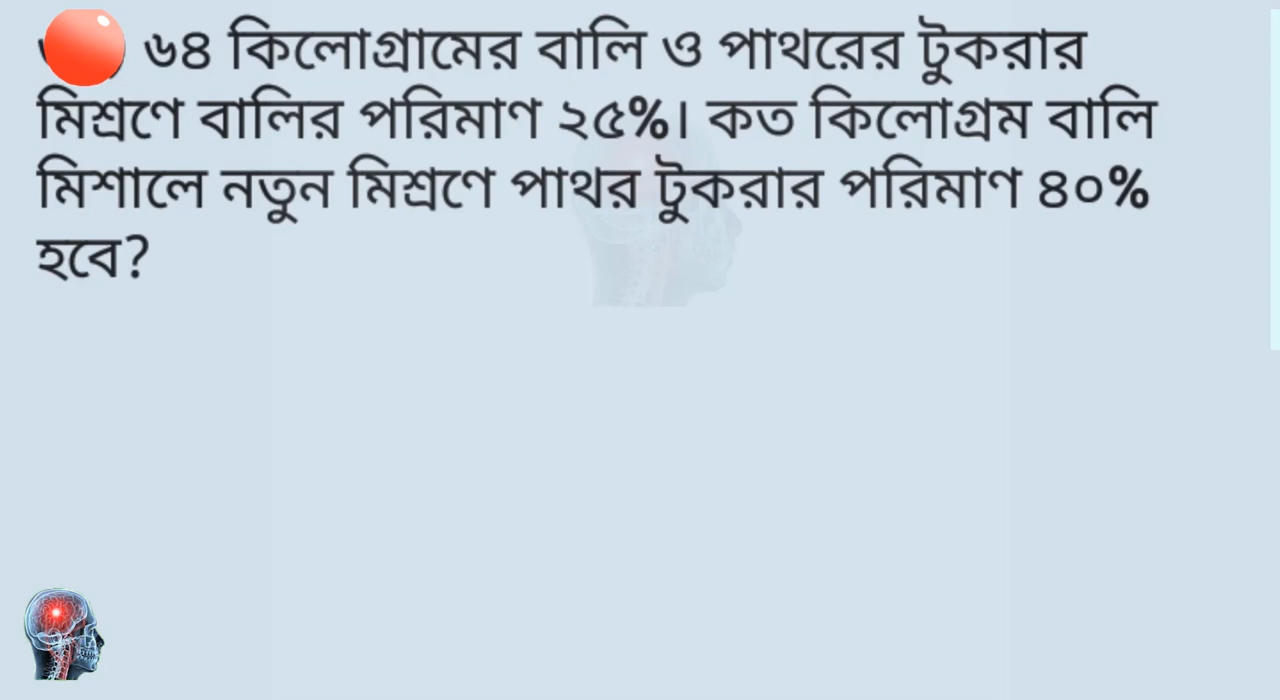 ৬৪ কিলোগ্রামের বালি ও পাথরের টুকরার
মিশ্রণে বালির পরিমাণ ২৫%। কত কিলোগ্রম বালি
মিশালে নতুন মিশ্রণে পাথর টুকরার পরিমাণ ৪০%
হবে?